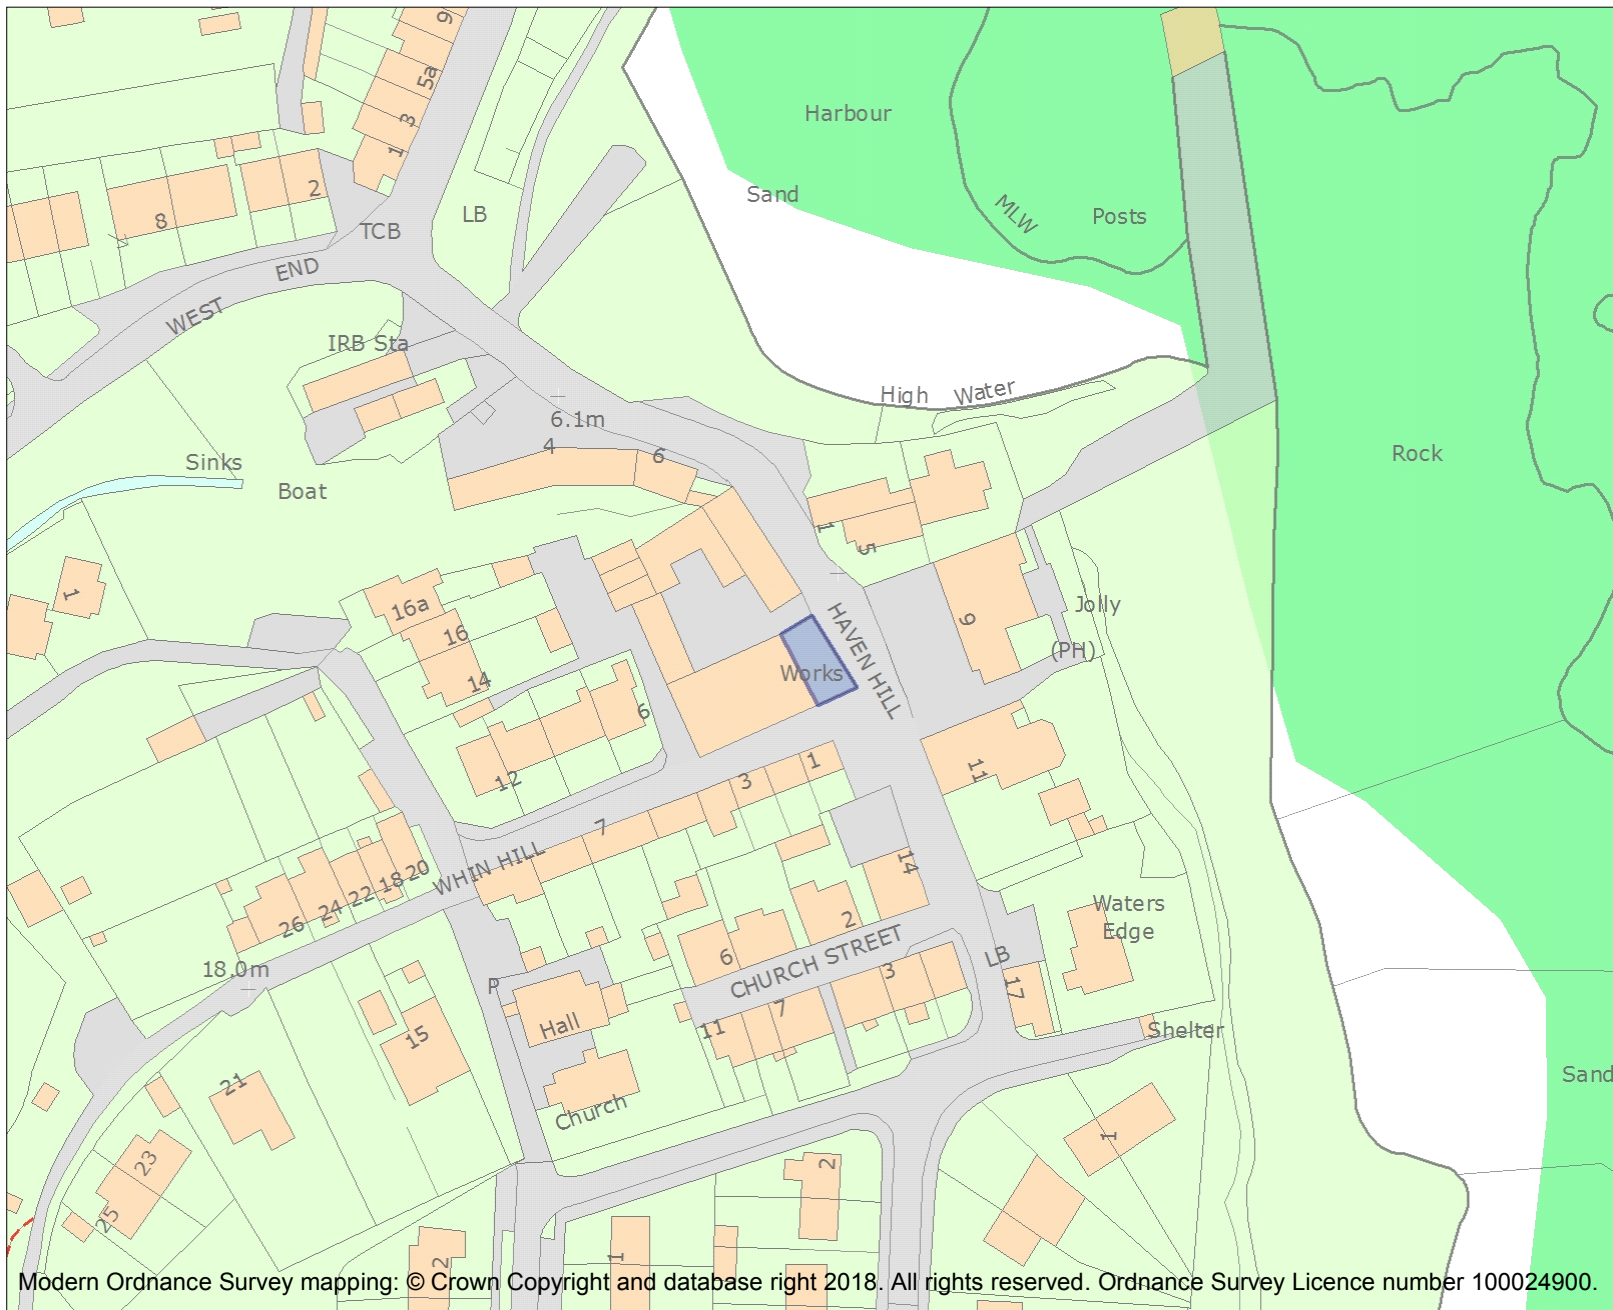 9
5a
3
1
Harbour
Sand
MLW
Posts
2
8
LB
TCB
WEST END
IRB Sta
High Water
6.1m
4
6
Rock
Sinks
Boat
1
5
1
16a
16
14
HAVEN HILL
9
Jolly
(PH)
Works
6
12
3
1
11
7
WHIN HILL
14
20
18
22
24
26
2
6
CHURCH STREET
Waters
Edge
LB
3
17
18.0m
P
Hall
11
7
Shelter
15
Sand
21
Church
1
23
25
2
2
1
Modern Ordnance Survey mapping: © Crown Copyright and database right 2018. All rights reserved. Ordnance Survey Licence number 100024900.